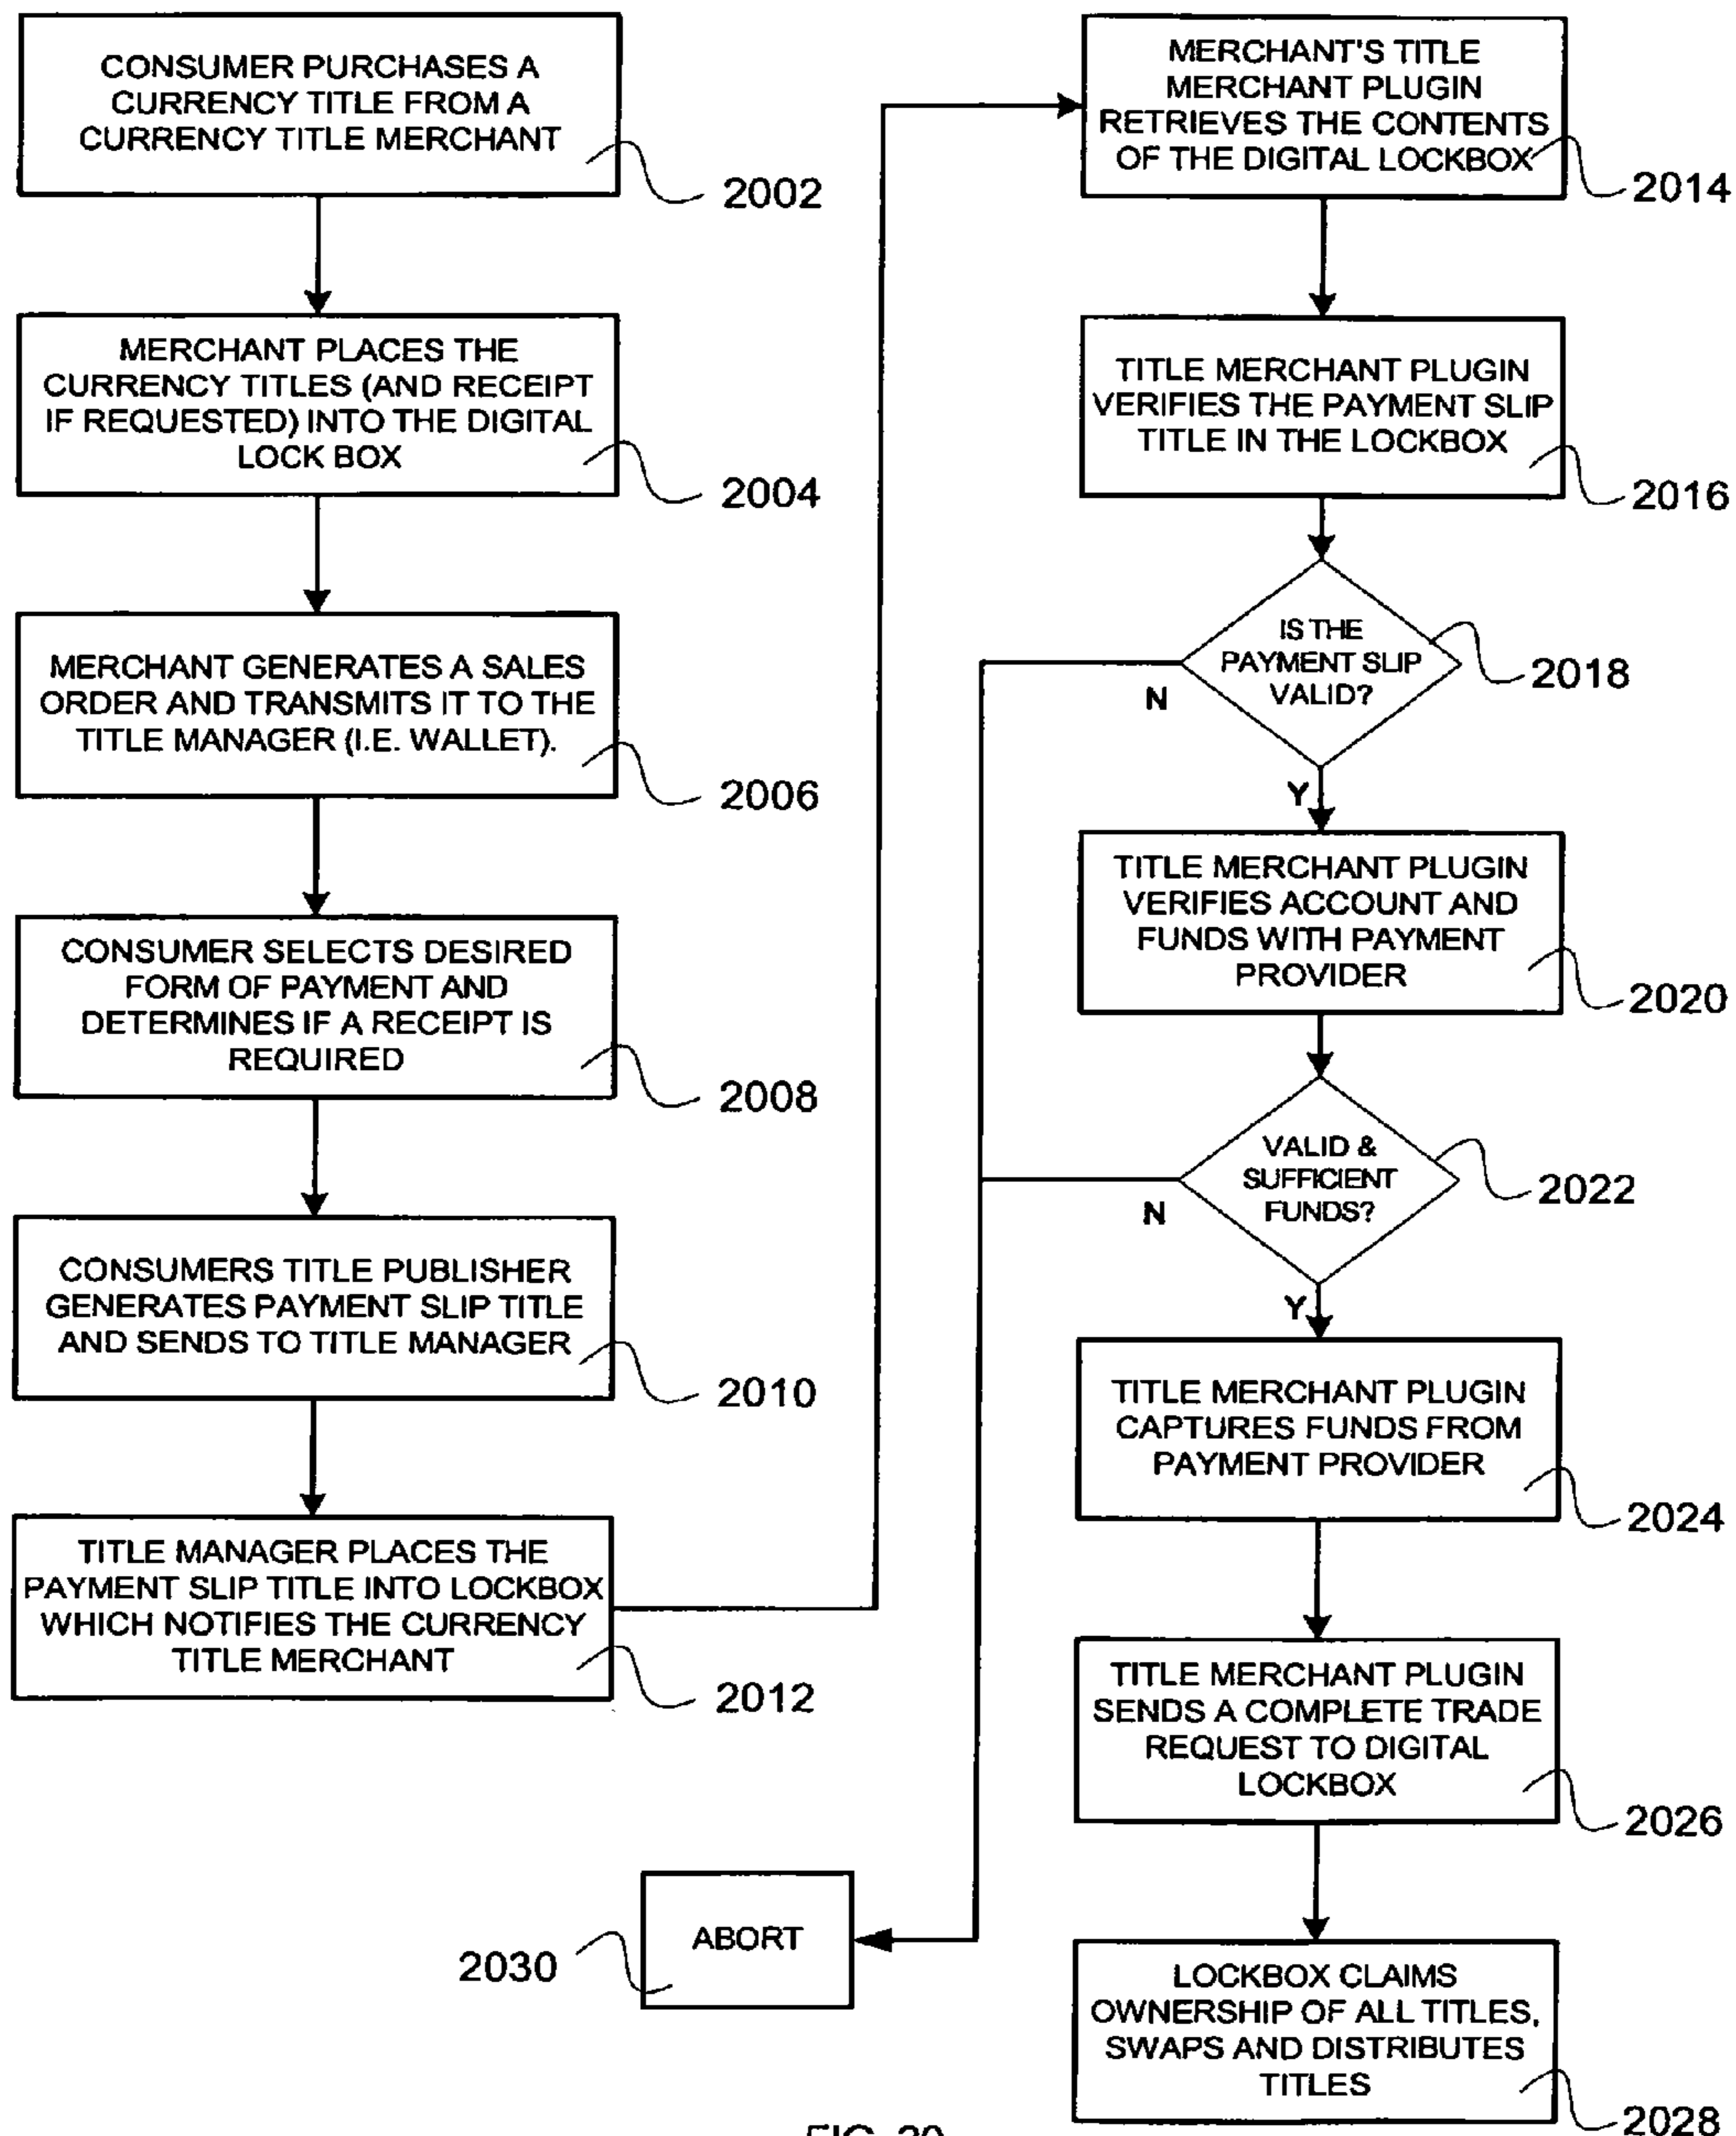 CONSUMER PURCHASES A
CURRENCY TITLE FROM A
CURRENCY TITLE MERCHANT
2002
MERCHANT PLACES THE
CURRENCY TITLES (AND RECEIPT
IF REQUESTED) INTO THE DIGITAL
LOCK BOX
2004
MERCHANT GENERATES A SALES
ORDER AND TRANSMITS IT TO THE
TITLE MANAGER (I.E. WALLET).
2006
CONSUMER SELECTS DESIRED
FORM OF PAYMENT AND
DETERMINES IF A RECEIPT IS
REQUIRED
2008
CONSUMERS TITLE PUBLISHER
GENERATES PAYMENT SLIP TITLE
AND SENDS TO TITLE MANAGER
2010
TITLE MANAGER PLACES THE
PAYMENT SLIP TITLE INTO LOCKBOX
WHICH NOTIFIES THE CURRENCY
TITLE MERCHANT
2012
MERCHANT'S TITLE
MERCHANT PLUGIN
RETRIEVES THE CONTENTS
OF THE DIGITAL LOCKBOX
2014
TITLE MERCHANT PLUGIN
VERIFIES THE PAYMENT SLIP
TITLE IN THE LOCKBOX
2016
IS THE
PAYMENT SLIP
VALID?
2018
N
Y
TITLE MERCHANT PLUGIN
VERIFIES ACCOUNT AND
FUNDS WITH PAYMENT
PROVIDER
2020
VALID &
SUFFICIENT
FUNDS?
2022
N
Y
TITLE MERCHANT PLUGIN
CAPTURES FUNDS FROM
PAYMENT PROVIDER
2024
TITLE MERCHANT PLUGIN
SENDS A COMPLETE TRADE
REQUEST TO DIGITAL
LOCKBOX
2026
LOCKBOX CLAIMS
OWNERSHIP OF ALL TITLES,
SWAPS AND DISTRIBUTES
TITLES
2028
ABORT
2030
FIG. 20